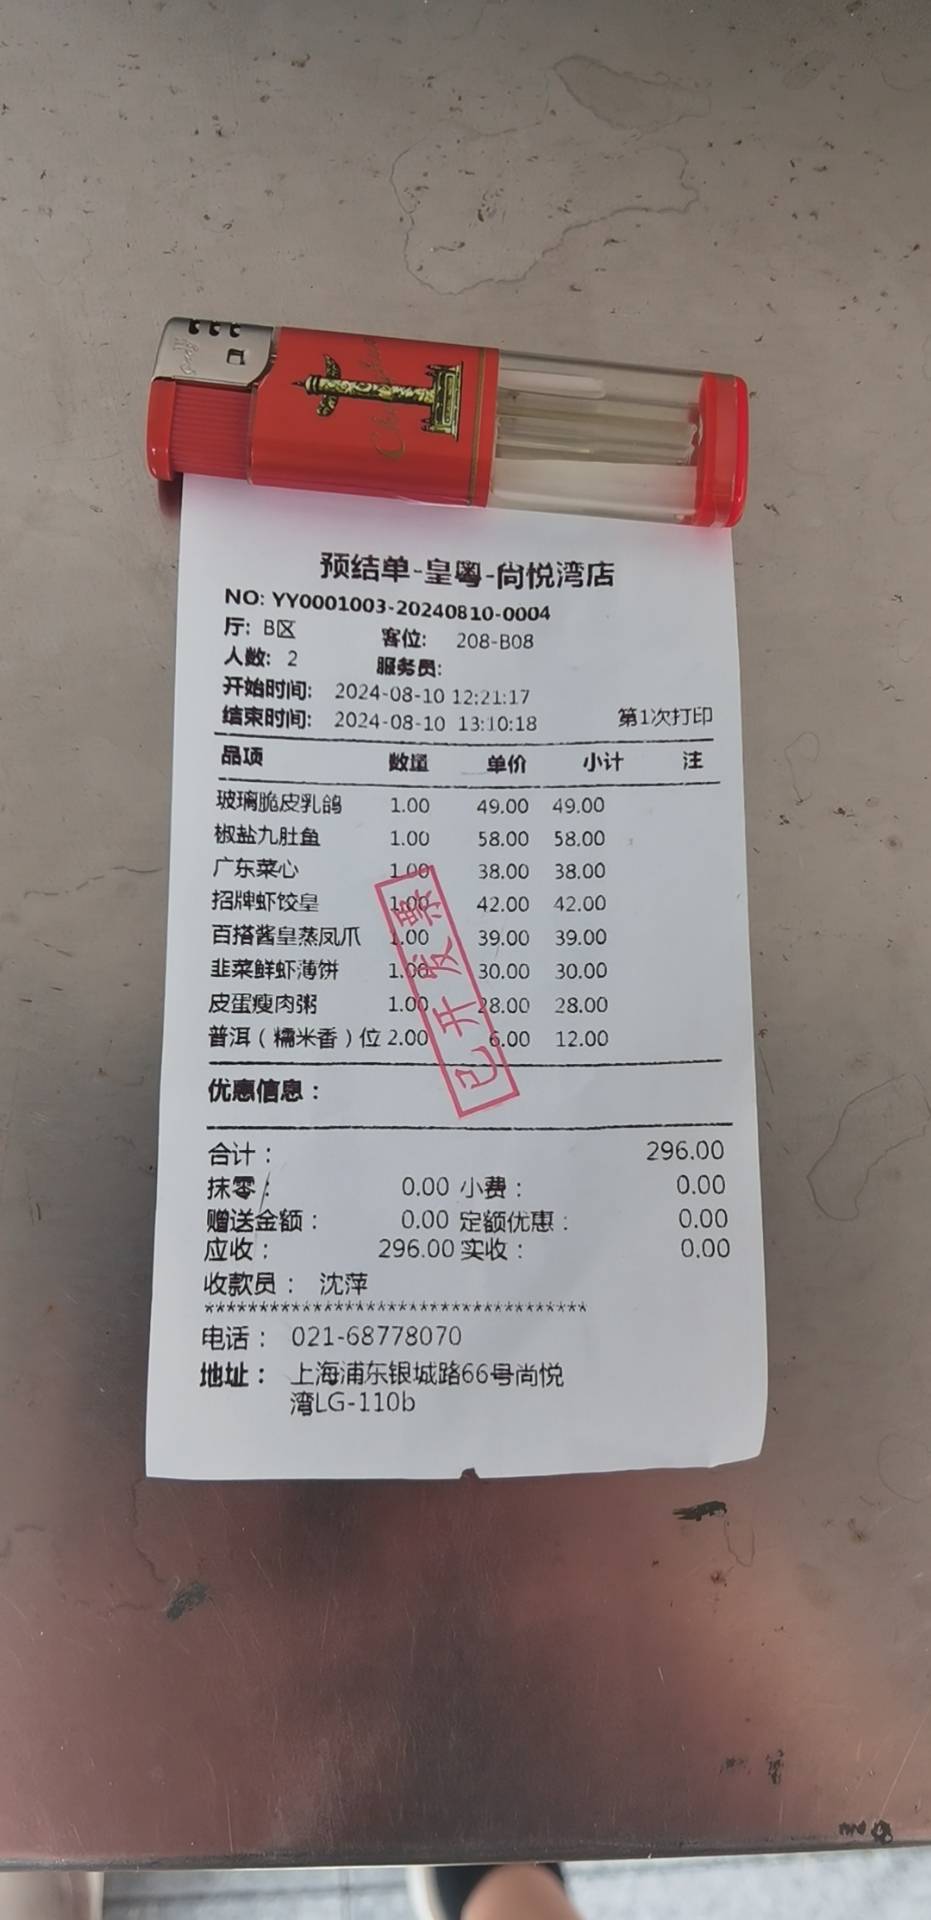 预结单-皇粤-尚悦湾店
NO: YY0001003-20240810-0004
厅: B区 客位: 208-B08
人数: 2 服务员:
开始时间: 2024-08-10 12:21:17
结束时间: 2024-08-10 13:10:18 第1次打印
品项 数量 单价 小计 注
玻璃脆皮乳鸽 1.00 49.00 49.00
椒盐九肚鱼 1.00 58.00 58.00
广东菜心 1.00 38.00 38.00
招牌虾饺皇 1.00 42.00 42.00
百搭酱皇蒸凤爪 1.00 39.00 39.00
韭菜鲜虾薄饼 1.00 30.00 30.00
皮蛋瘦肉粥 1.00 28.00 28.00
普洱（糯米香）位 2.00 6.00 12.00
已开发票
优惠信息：
合计： 296.00
抹零： 0.00 小费： 0.00
赠送金额： 0.00 定额优惠： 0.00
应收： 296.00 实收： 0.00
收款员： 沈萍
***********************************
电话： 021-68778070
地址： 上海浦东银城路66号尚悦
湾LG-110b